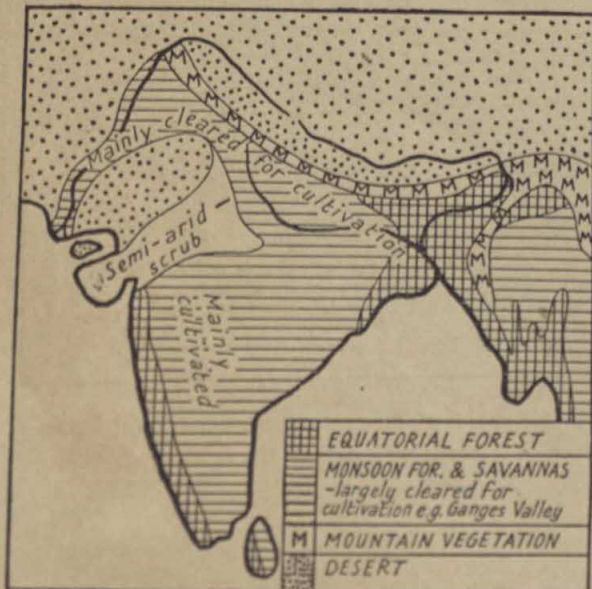 Mainly cleared for cultivation
Semi-arid
scrub
Mainly
cultivated
EQUATORIAL FOREST
MONSOON FOR. & SAVANNAS
-largely cleared for
cultivation e.g. Ganges Valley
M MOUNTAIN VEGETATION
DESERT